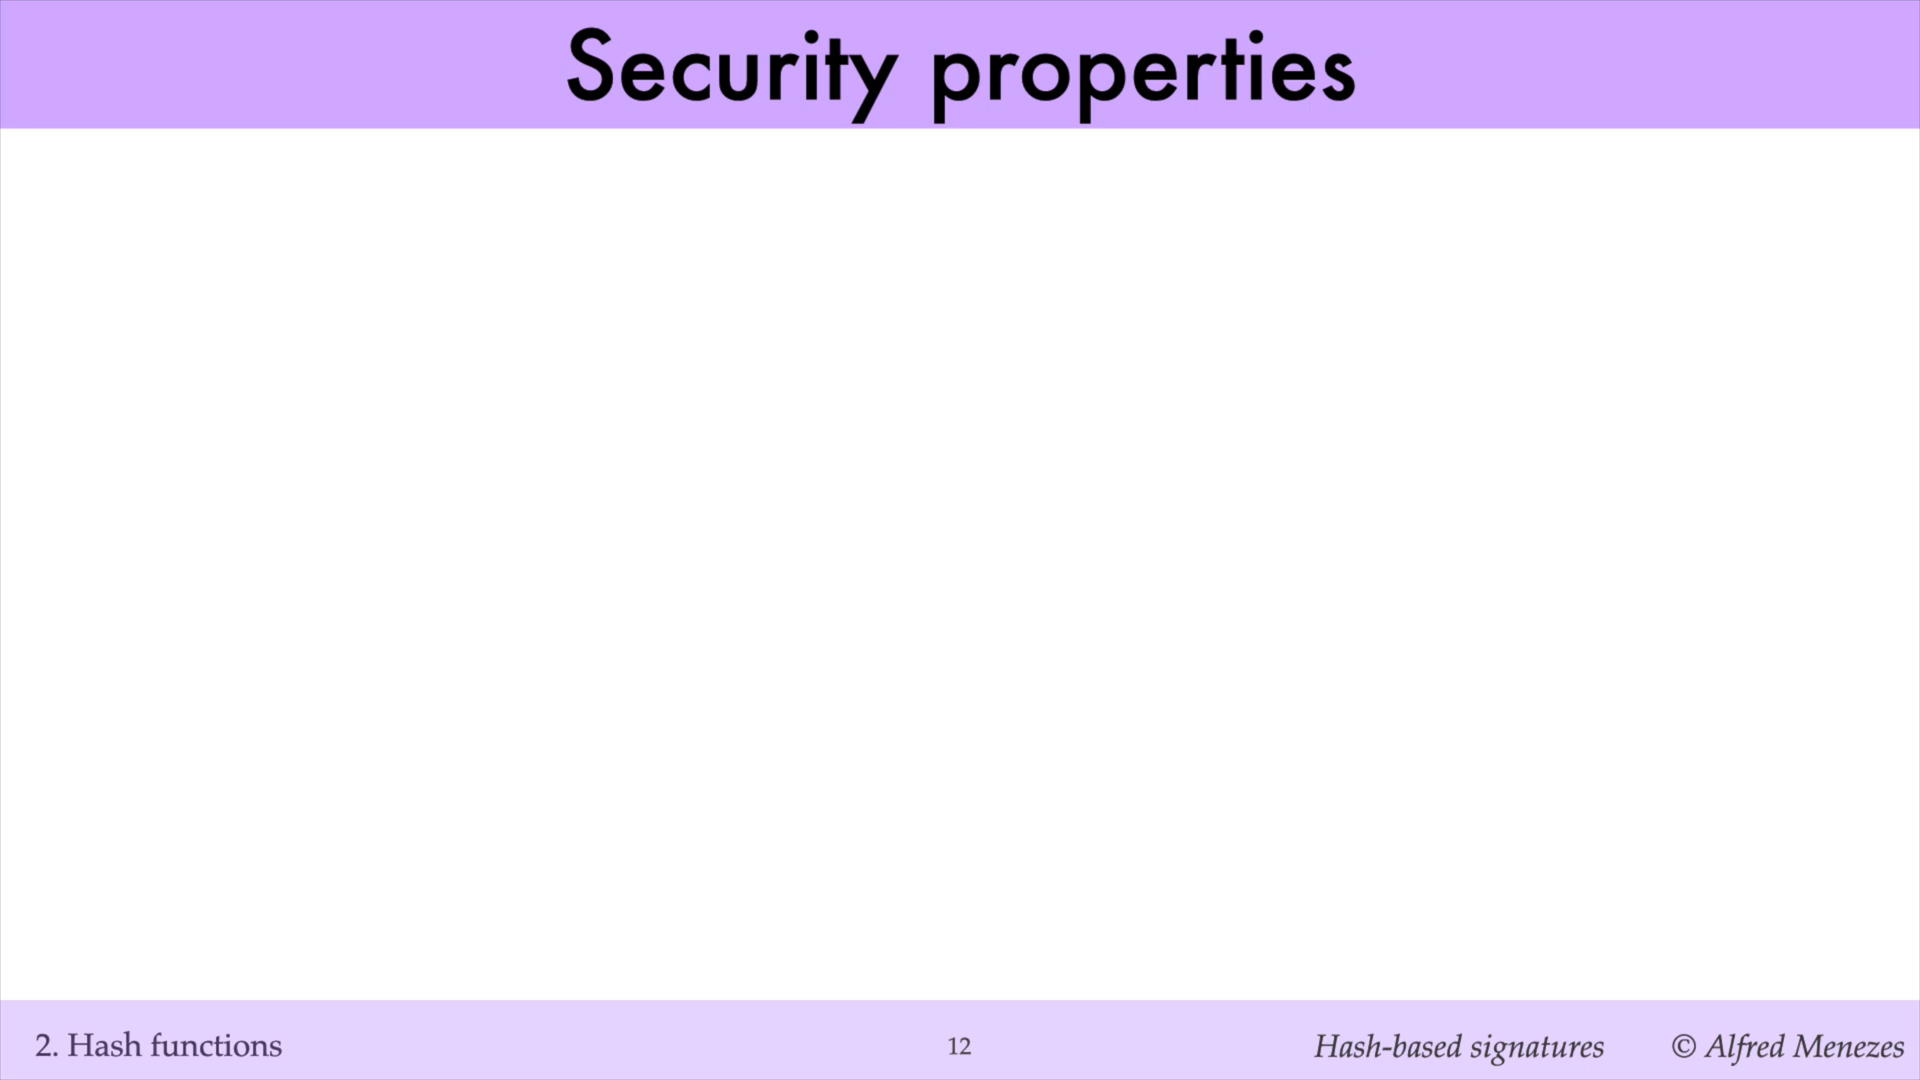 Security properties
2. Hash functions
12
Hash-based signatures
© Alfred Menezes